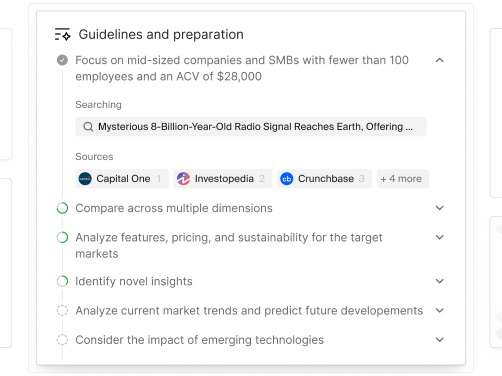 Guidelines and preparation
Focus on mid-sized companies and SMBs with fewer than 100
employees and an ACV of $28,000
Searching
Mysterious 8-Billion-Year-Old Radio Signal Reaches Earth, Offering ...
Sources
Capital One 1 Investopedia 2 cb Crunchbase 3 + 4 more
Compare across multiple dimensions
Analyze features, pricing, and sustainability for the target
markets
Identify novel insights
Analyze current market trends and predict future developements
Consider the impact of emerging technologies